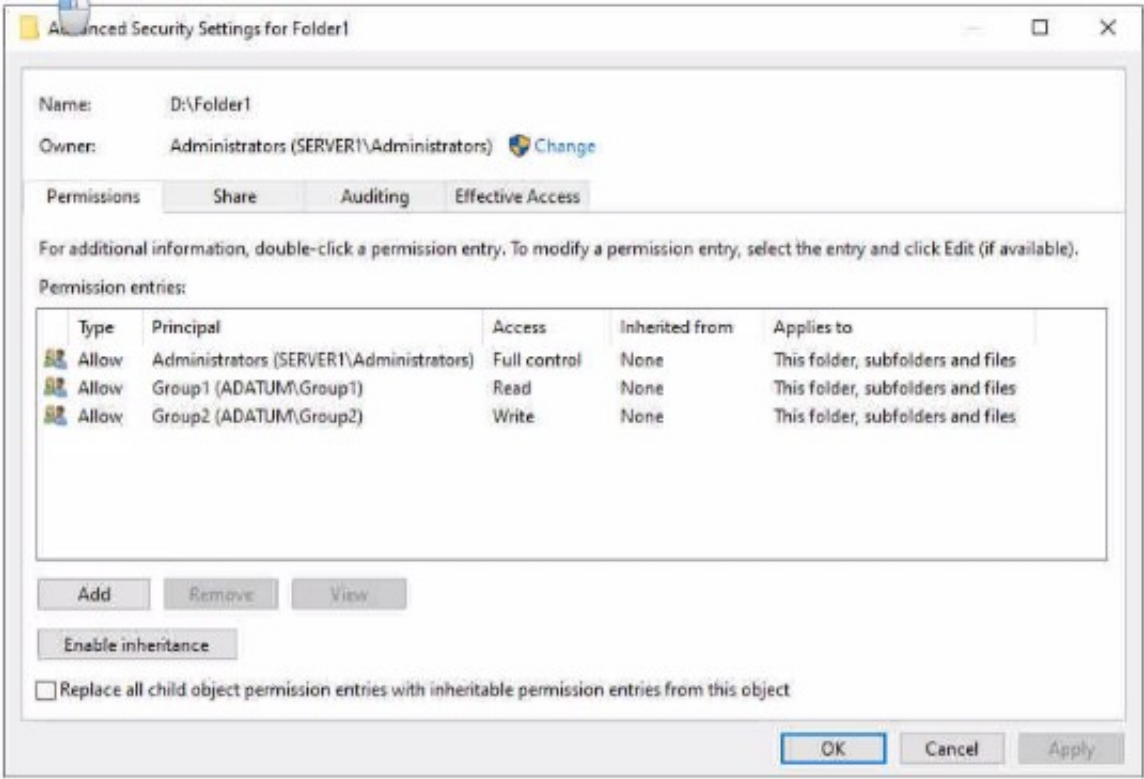 Advanced Security Settings for Folder1
Name: D:\Folder1
Owner: Administrators (SERVER1\Administrators) Change
Permissions Share Auditing Effective Access
For additional information, double-click a permission entry. To modify a permission entry, select the entry and click Edit (if available).
Permission entries:
Type Principal Access Inherited from Applies to
Allow Administrators (SERVER1\Administrators) Full control None This folder, subfolders and files
Allow Group1 (ADATUM\Group1) Read None This folder, subfolders and files
Allow Group2 (ADATUM\Group2) Write None This folder, subfolders and files
Add Remove View
Enable inheritance
Replace all child object permission entries with inheritable permission entries from this object
OK Cancel Apply